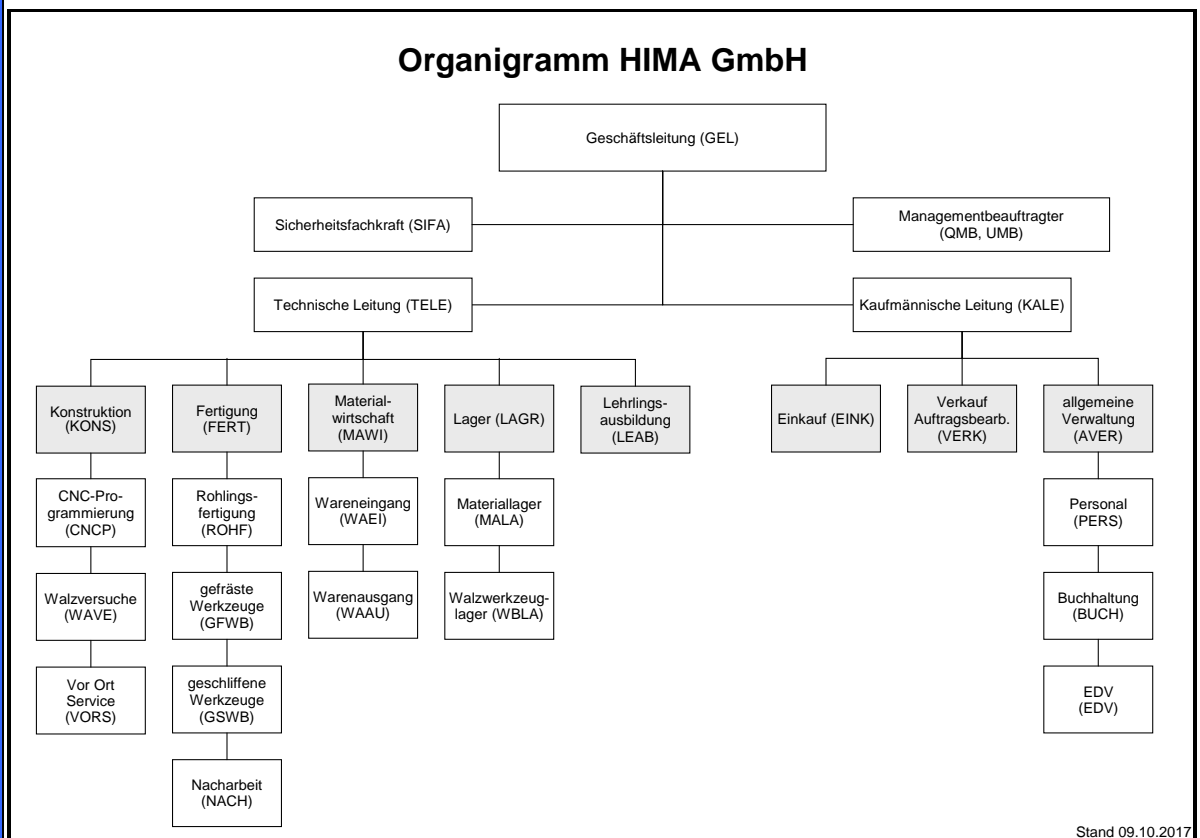 Organigramm HIMA GmbH
Geschäftsleitung (GEL)
Sicherheitsfachkraft (SIFA)
Managementbeauftragter
(QMB, UMB)
Technische Leitung (TELE)
Kaufmännische Leitung (KALE)
Konstruktion
(KONS)
Fertigung
(FERT)
Material-
wirtschaft
(MAWI)
Lager (LAGR)
Lehrlings-
ausbildung
(LEAB)
Einkauf (EINK)
Verkauf
Auftragsbearb.
(VERK)
allgemeine
Verwaltung
(AVER)
CNC-Pro-
grammierung
(CNCP)
Rohlings-
fertigung
(ROHF)
Wareneingang
(WAEI)
Materiallager
(MALA)
Personal
(PERS)
Walzversuche
(WAVE)
gefräste
Werkzeuge
(GFWB)
Warenausgang
(WAAU)
Walzwerkzeug-
lager (WBLA)
Buchhaltung
(BUCH)
Vor Ort
Service
(VORS)
geschliffene
Werkzeuge
(GSWB)
EDV
(EDV)
Nacharbeit
(NACH)
Stand 09.10.2017